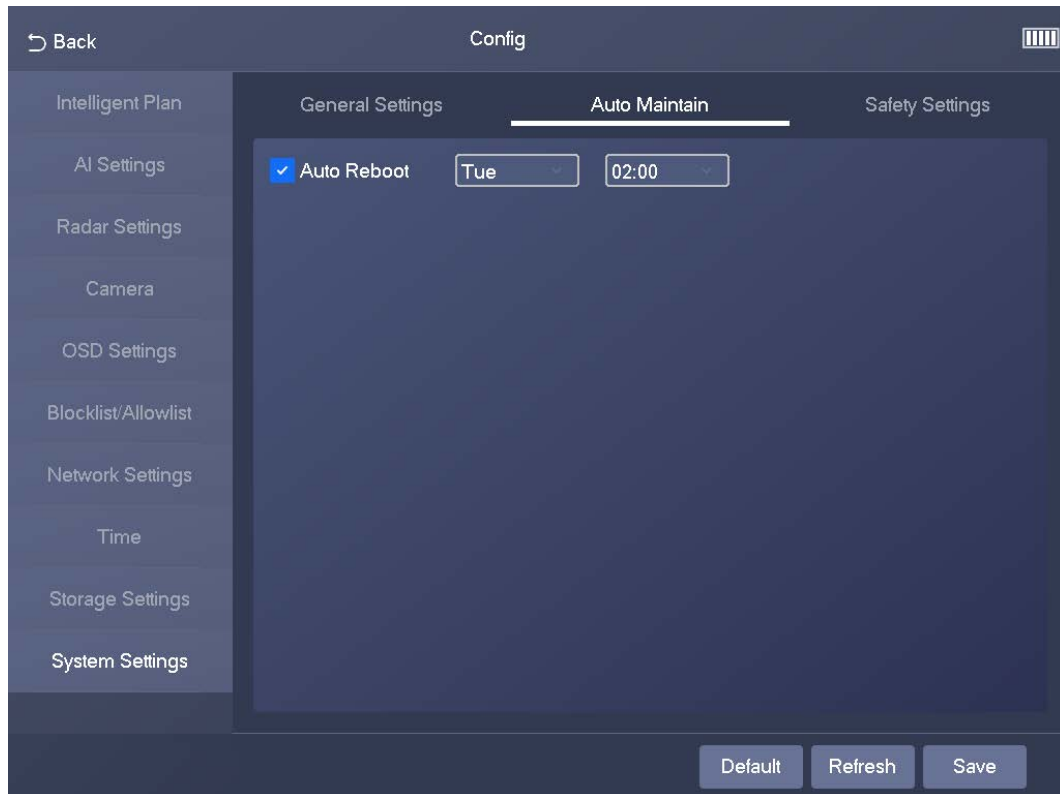 Back
Config
Intelligent Plan
AI Settings
Radar Settings
Camera
OSD Settings
Blocklist/Allowlist
Network Settings
Time
Storage Settings
System Settings
General Settings
Auto Maintain
Safety Settings
Auto Reboot
Tue
02:00
Default
Refresh
Save